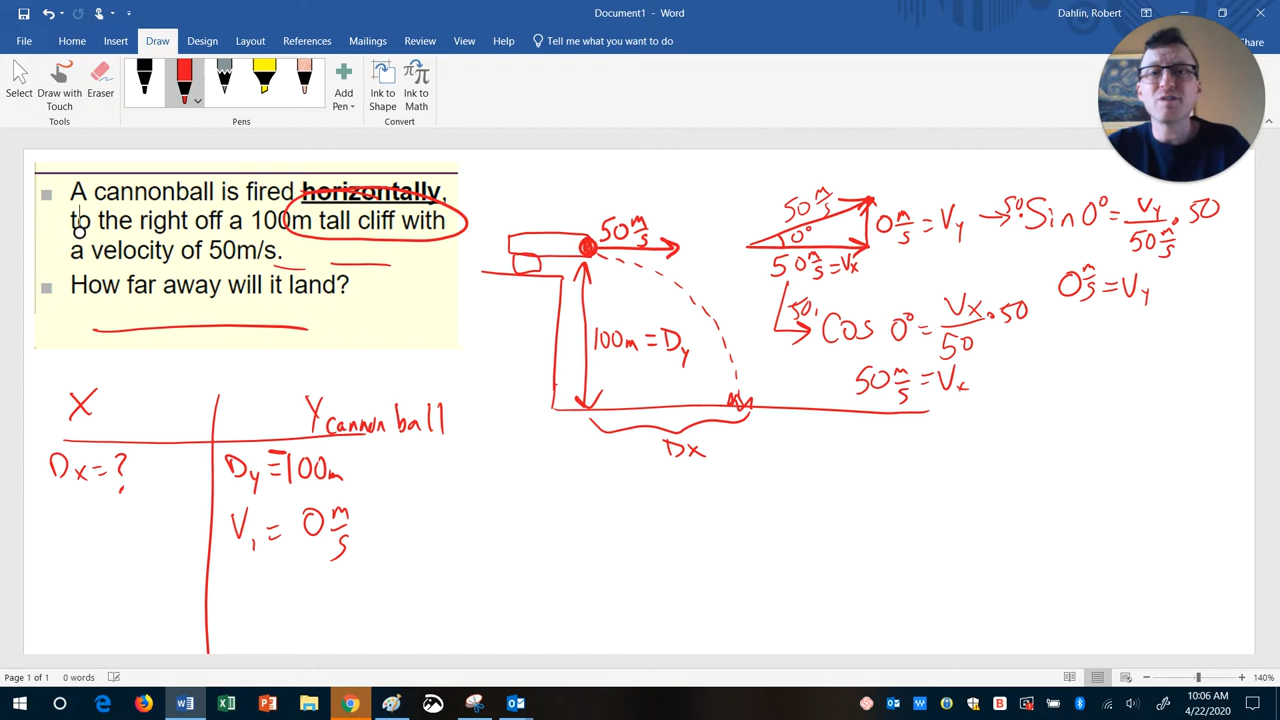 Document1 - Word
Dahlin, Robert
File Home Insert Draw Design Layout References Mailings Review View Help Tell me what you want to do
Share
Select
Draw with Touch
Eraser
Add Pen
Ink to Shape
Ink to Math
Tools
Pens
Convert
A cannonball is fired horizontally,
to the right off a 100m tall cliff with
a velocity of 50m/s.
How far away will it land?
50 m/s
100m = Dy
Dx
50 m/s
0°
0 m/s = Vy
50 m/s = Vx
50· Sin 0° = Vy / 50 m/s · 50
0 m/s = Vy
50· Cos 0° = Vx / 50 · 50
50 m/s = Vx
X
Y cannon ball
Dx = ?
Dy = 100m
V1 = 0 m/s
Page 1 of 1 0 words
140%
10:06 AM
4/22/2020